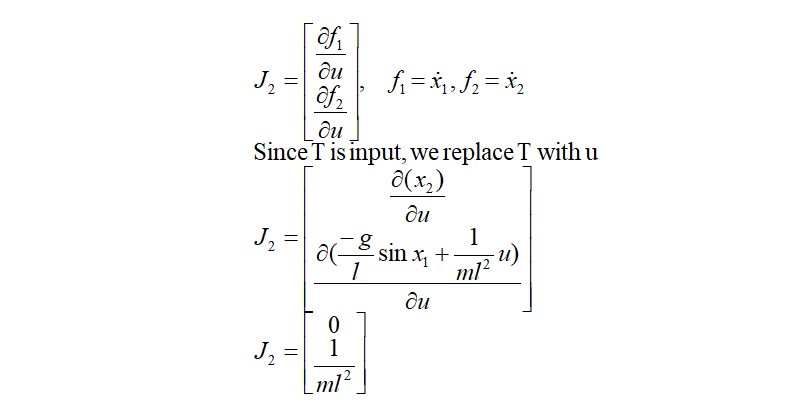 J₂ = [ ∂f₁/∂u ; ∂f₂/∂u ], f₁ = ẋ₁, f₂ = ẋ₂
Since T is input, we replace T with u
J₂ = [ ∂(x₂)/∂u ; ∂(−g/l sin x₁ + 1/ml² u)/∂u ]
J₂ = [ 0 ; 1/ml² ]